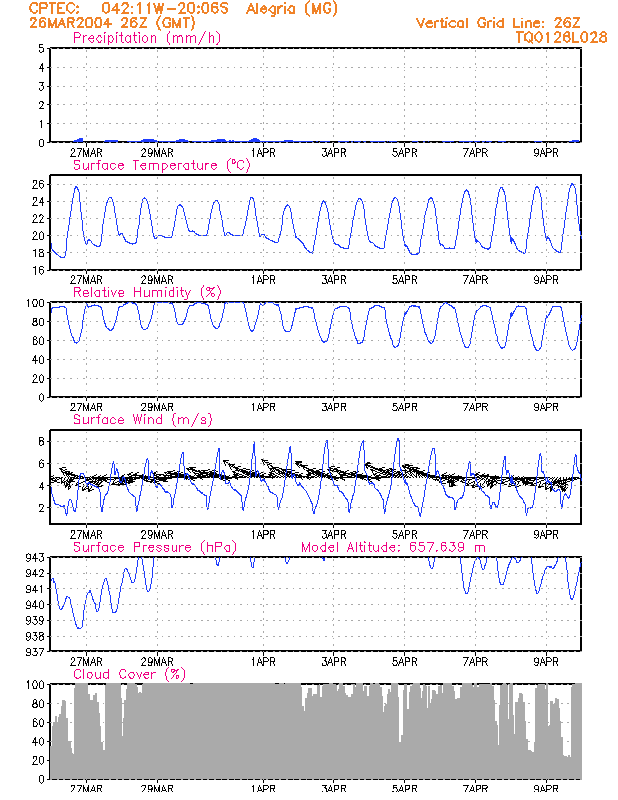 CPTEC: 042:11W-20:06S Alegria (MG)
26MAR2004 26Z (GMT) Vertical Grid Line: 26Z
Precipitation (mm/h) TQ0126L028
5
4
3
2
1
0
27MAR 29MAR 1APR 3APR 5APR 7APR 9APR
Surface Temperature (°C)
26
24
22
20
18
16
27MAR 29MAR 1APR 3APR 5APR 7APR 9APR
Relative Humidity (%)
100
80
60
40
20
0
27MAR 29MAR 1APR 3APR 5APR 7APR 9APR
Surface Wind (m/s)
8
6
4
2
27MAR 29MAR 1APR 3APR 5APR 7APR 9APR
Surface Pressure (hPa) Model Altitude: 657.639 m
943
942
941
940
939
938
937
27MAR 29MAR 1APR 3APR 5APR 7APR 9APR
Cloud Cover (%)
100
80
60
40
20
0
27MAR 29MAR 1APR 3APR 5APR 7APR 9APR